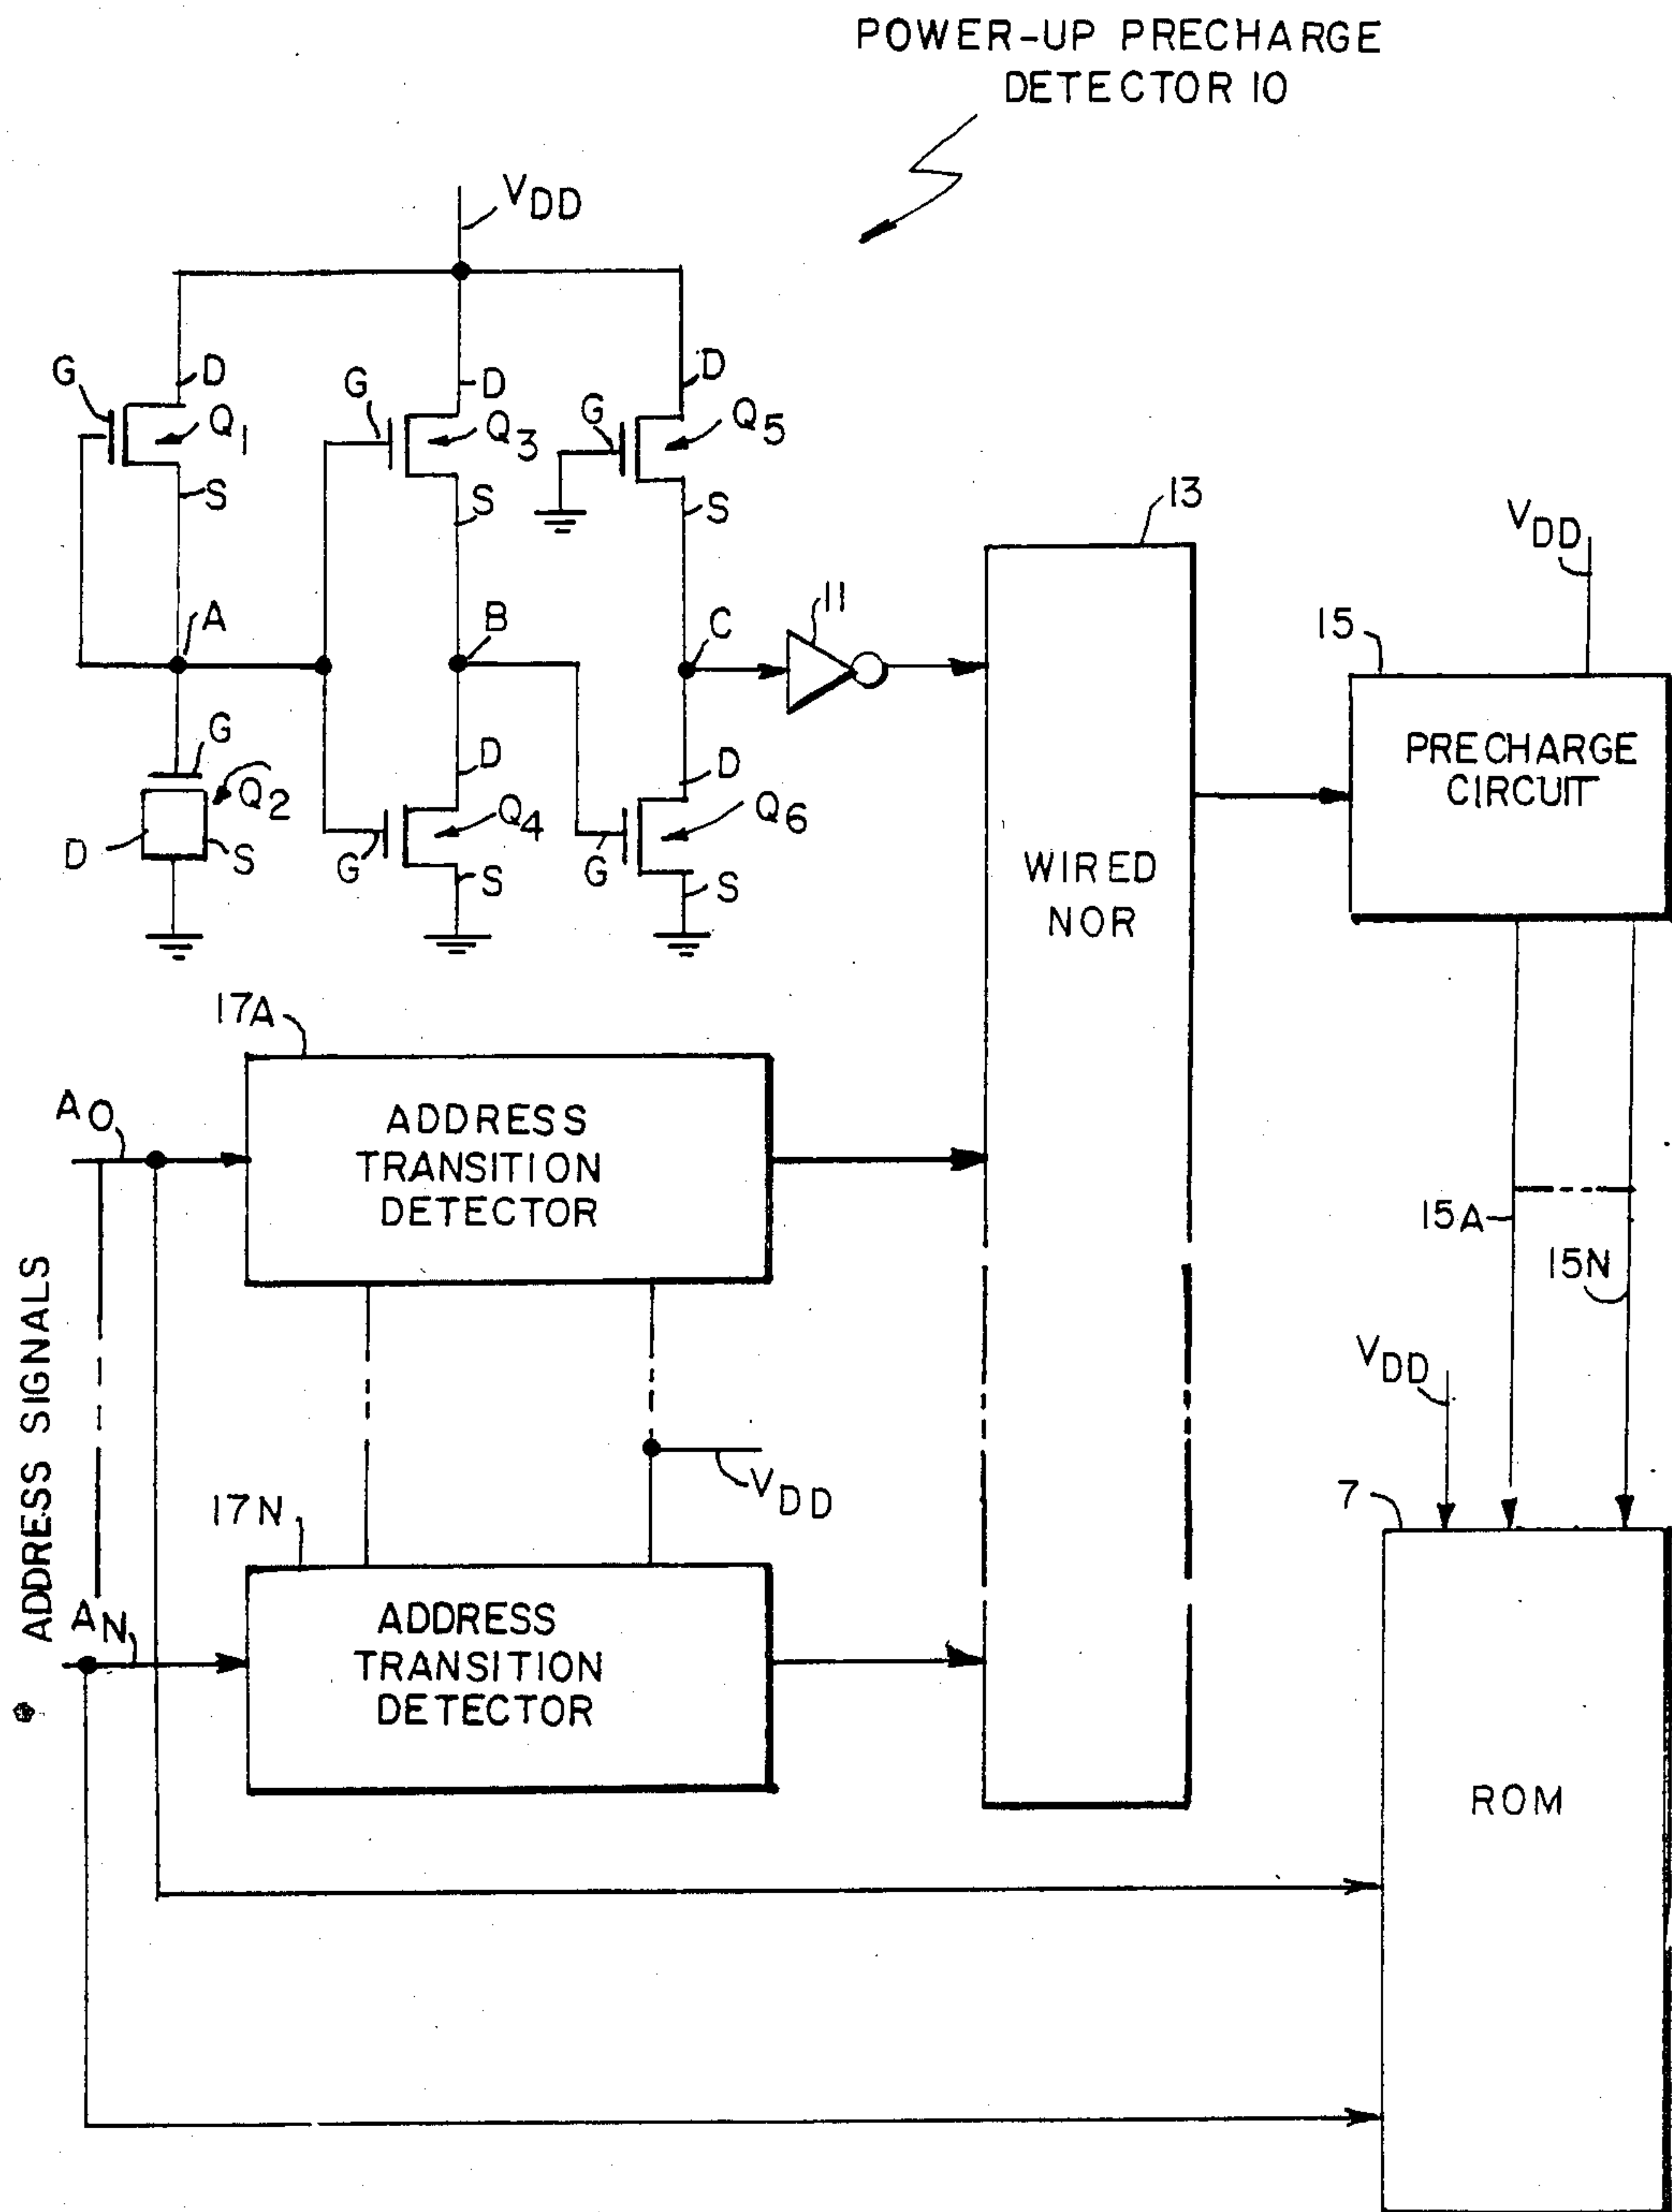 POWER-UP PRECHARGE
DETECTOR 10
VDD
G
D
Q1
S
G
D
Q3
S
G
D
Q5
S
A
B
C
11
13
G
Q2
D
S
D
Q4
G
S
D
Q6
G
S
WIRED
NOR
VDD
15
PRECHARGE
CIRCUIT
17A
A0
ADDRESS
TRANSITION
DETECTOR
15A
15N
ADDRESS SIGNALS
VDD
VDD
17N
AN
ADDRESS
TRANSITION
DETECTOR
7
ROM